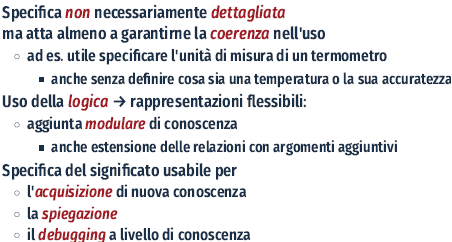 Specifica non necessariamente dettagliata
ma atta almeno a garantirne la coerenza nell'uso
○ ad es. utile specificare l'unità di misura di un termometro
▪ anche senza definire cosa sia una temperatura o la sua accuratezza
Uso della logica → rappresentazioni flessibili:
○ aggiunta modulare di conoscenza
▪ anche estensione delle relazioni con argomenti aggiuntivi
Specifica del significato usabile per
○ l'acquisizione di nuova conoscenza
○ la spiegazione
○ il debugging a livello di conoscenza